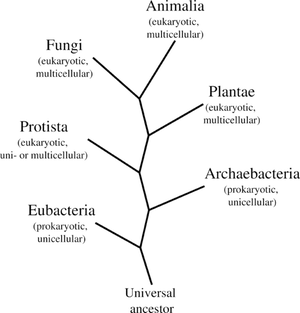 Animalia
(eukaryotic,
multicellular)
Fungi
(eukaryotic,
multicellular)
Plantae
(eukaryotic,
multicellular)
Protista
(eukaryotic,
uni- or multicellular)
Archaebacteria
(prokaryotic,
unicellular)
Eubacteria
(prokaryotic,
unicellular)
Universal
ancestor